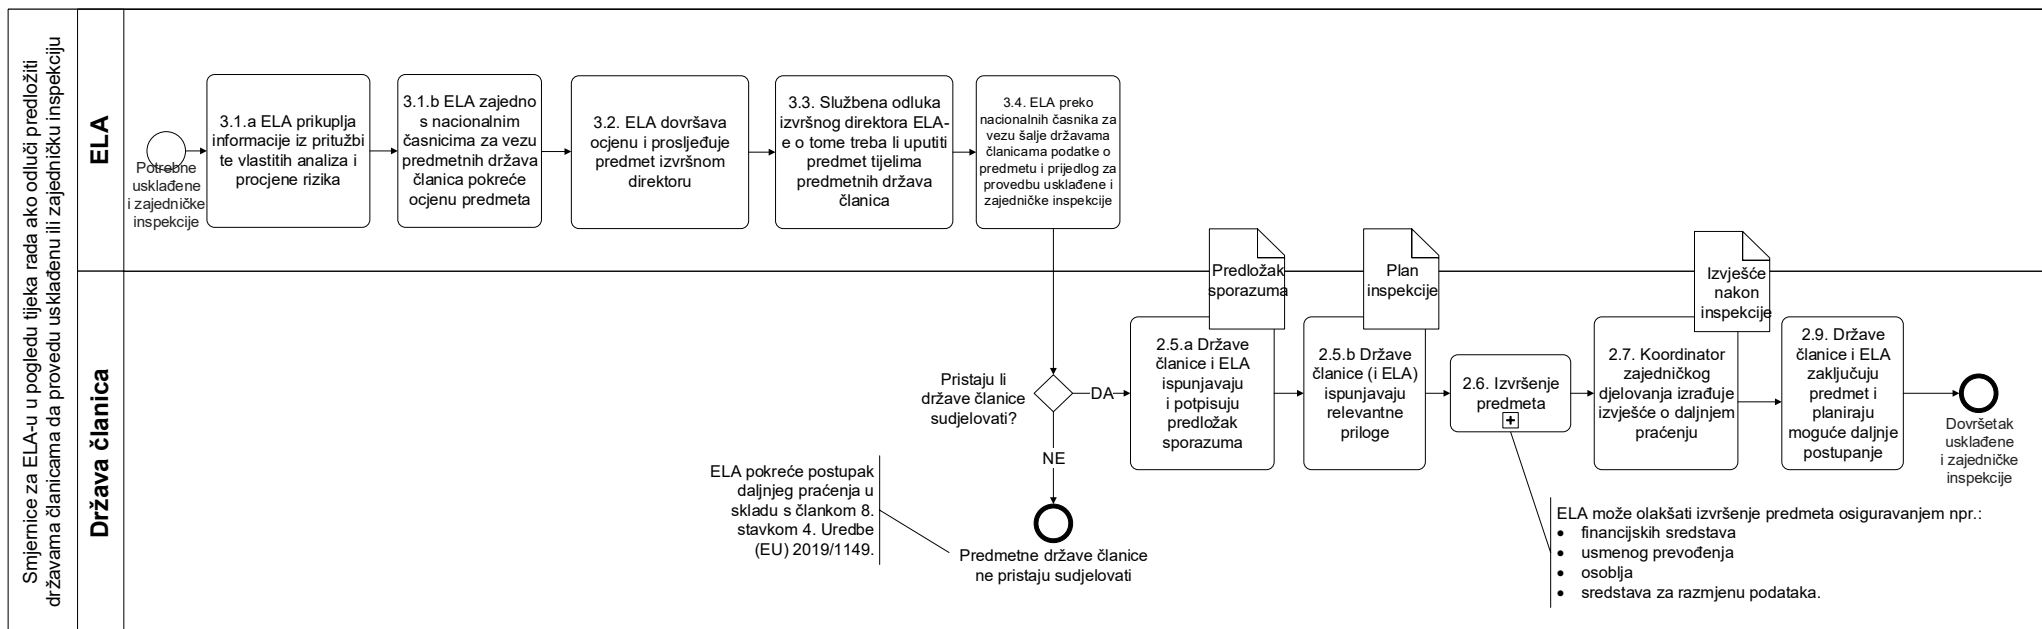 Smjernice za ELA-u u pogledu tijeka rada ako odluči predložiti
državama članicama da provedu usklađenu ili zajedničku inspekciju
ELA
Potrebne
usklađene
i zajedničke
inspekcije
3.1.a ELA prikuplja
informacije iz pritužbi
te vlastitih analiza i
procjene rizika
3.1.b ELA zajedno
s nacionalnim
časnicima za vezu
predmetnih država
članica pokreće
ocjenu predmeta
3.2. ELA dovršava
ocjenu i prosljeđuje
predmet izvršnom
direktoru
3.3. Službena odluka
izvršnog direktora ELA-
e o tome treba li uputiti
predmet tijelima
predmetnih država
članica
3.4. ELA preko
nacionalnih časnika za
vezu šalje državama
članicama podatke o
predmetu i prijedlog za
provedbu usklađene i
zajedničke inspekcije
Država članica
Pristaju li
države članice
sudjelovati?
DA
NE
ELA pokreće postupak
daljnjeg praćenja u
skladu s člankom 8.
stavkom 4. Uredbe
(EU) 2019/1149.
Predmetne države članice
ne pristaju sudjelovati
Predložak
sporazuma
2.5.a Države
članice i ELA
ispunjavaju
i potpisuju
predložak
sporazuma
Plan
inspekcije
2.5.b Države
članice (i ELA)
ispunjavaju
relevantne
priloge
2.6. Izvršenje
predmeta
ELA može olakšati izvršenje predmeta osiguravanjem npr.:
• financijskih sredstava
• usmenog prevođenja
• osoblja
• sredstava za razmjenu podataka.
Izvješće
nakon
inspekcije
2.7. Koordinator
zajedničkog
djelovanja izrađuje
izvješće o daljnjem
praćenju
2.9. Države
članice i ELA
zaključuju
predmet i
planiraju
moguće daljnje
postupanje
Dovršetak
usklađene
i zajedničke
inspekcije